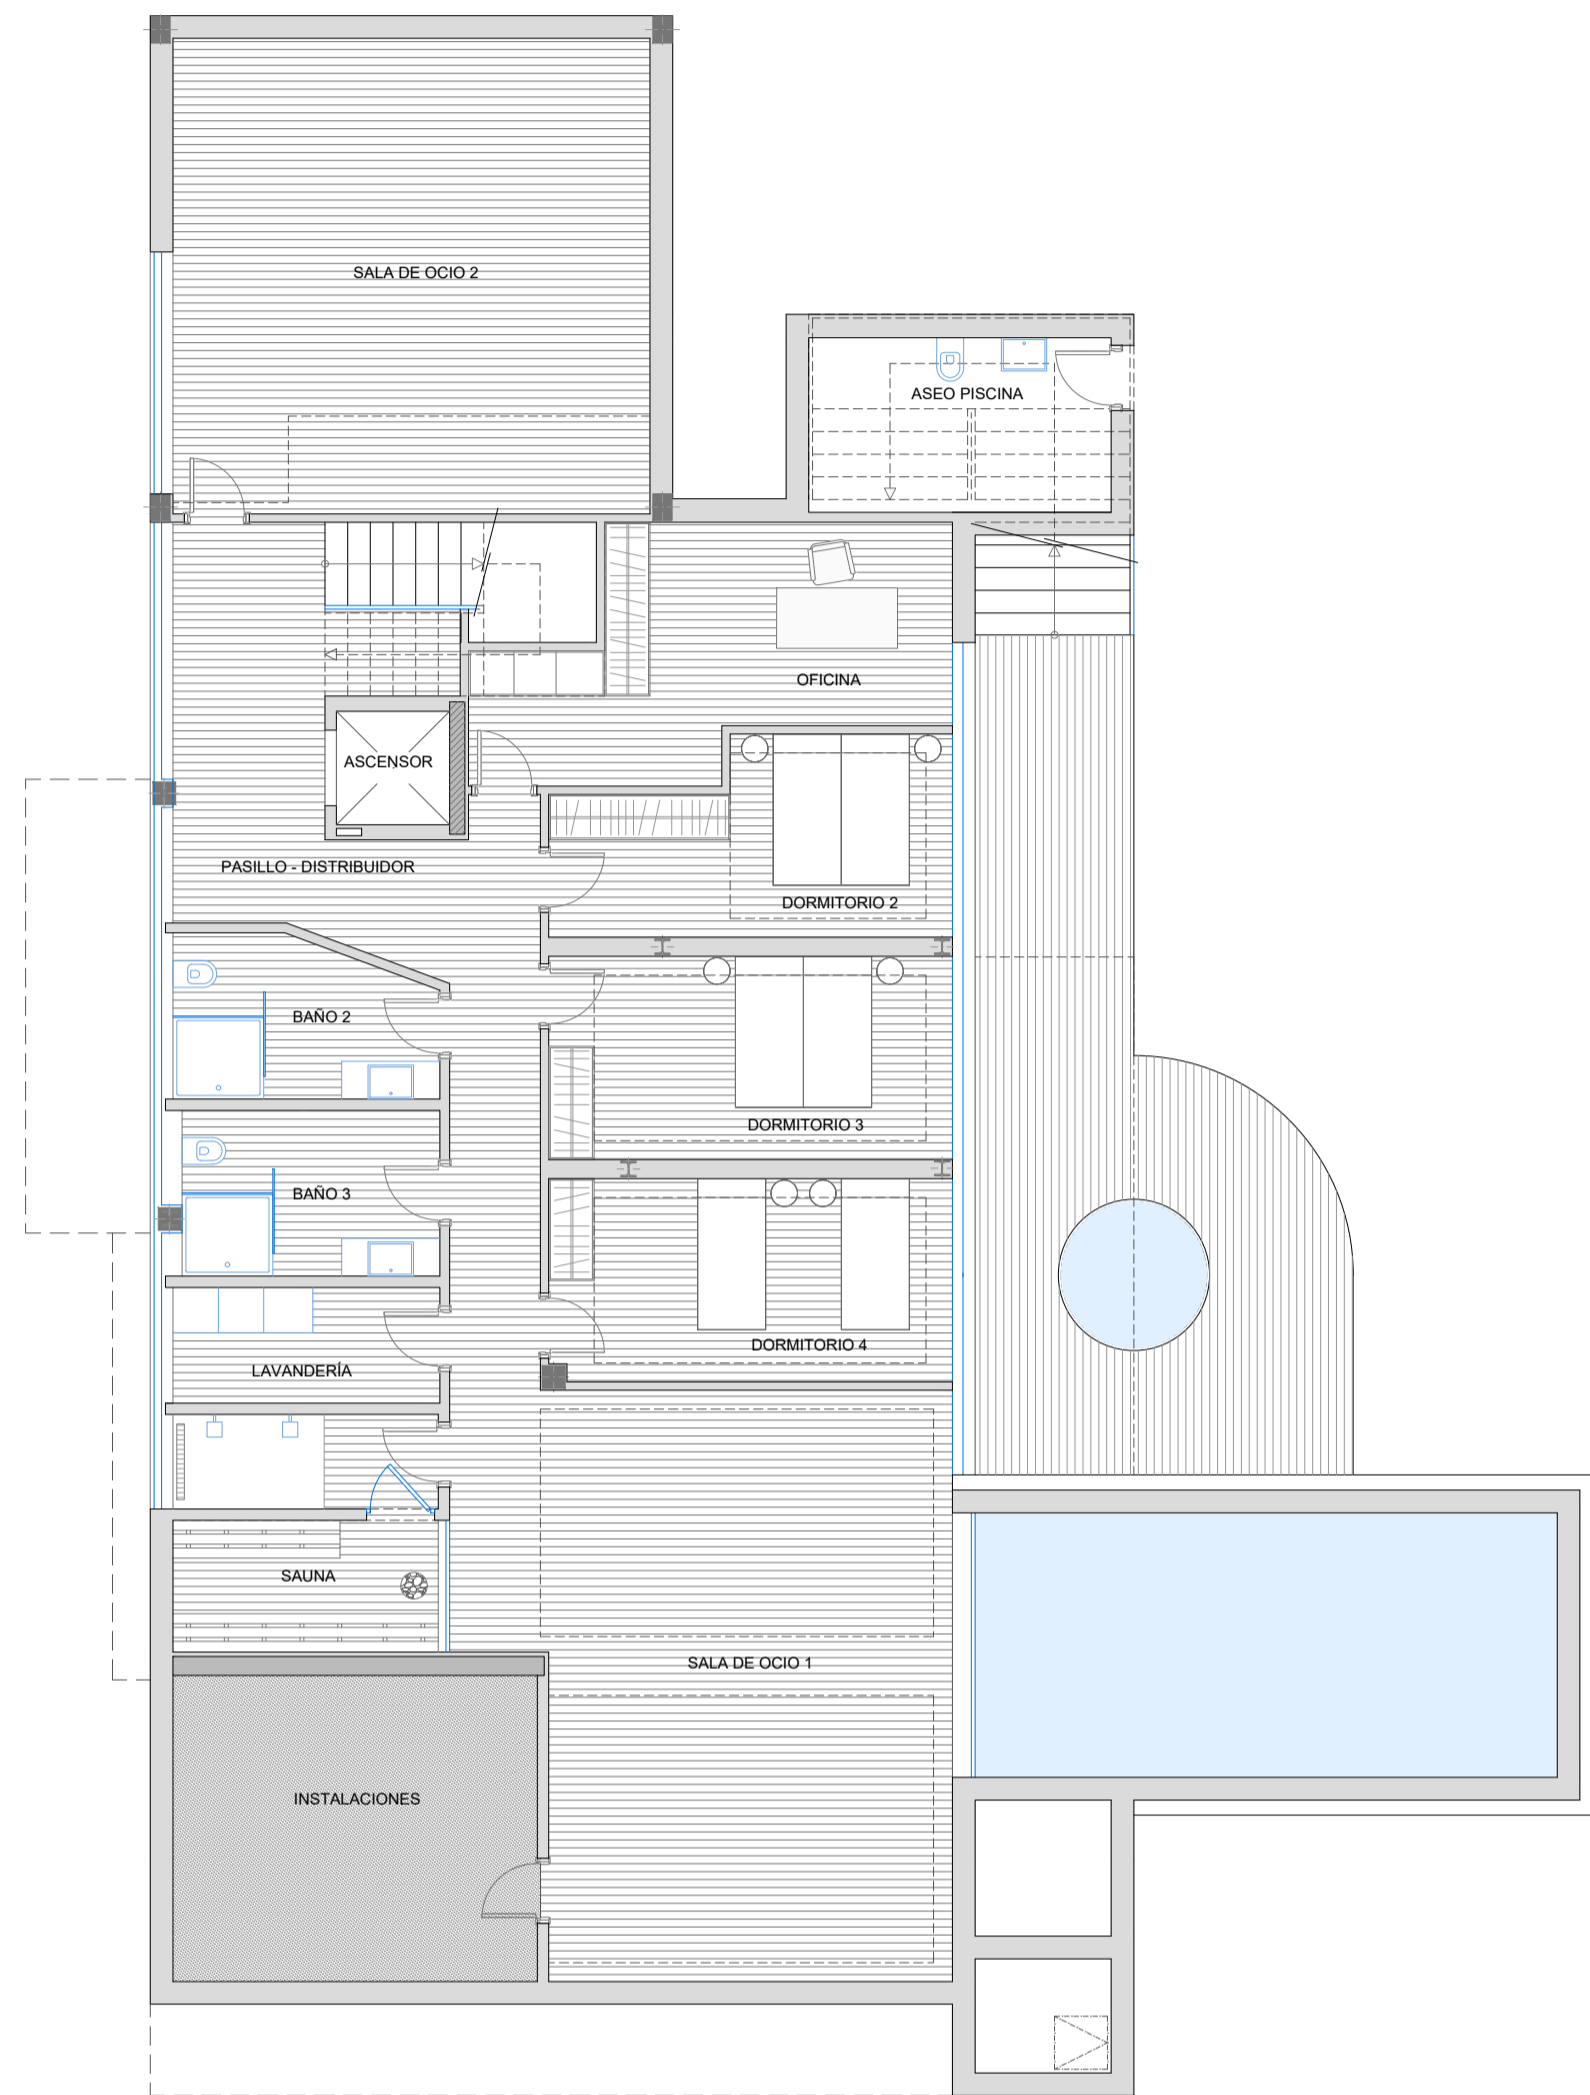 SALA DE OCIO 2
ASEO PISCINA
OFICINA
ASCENSOR
PASILLO - DISTRIBUIDOR
DORMITORIO 2
BAÑO 2
DORMITORIO 3
BAÑO 3
DORMITORIO 4
LAVANDERÍA
SAUNA
SALA DE OCIO 1
INSTALACIONES